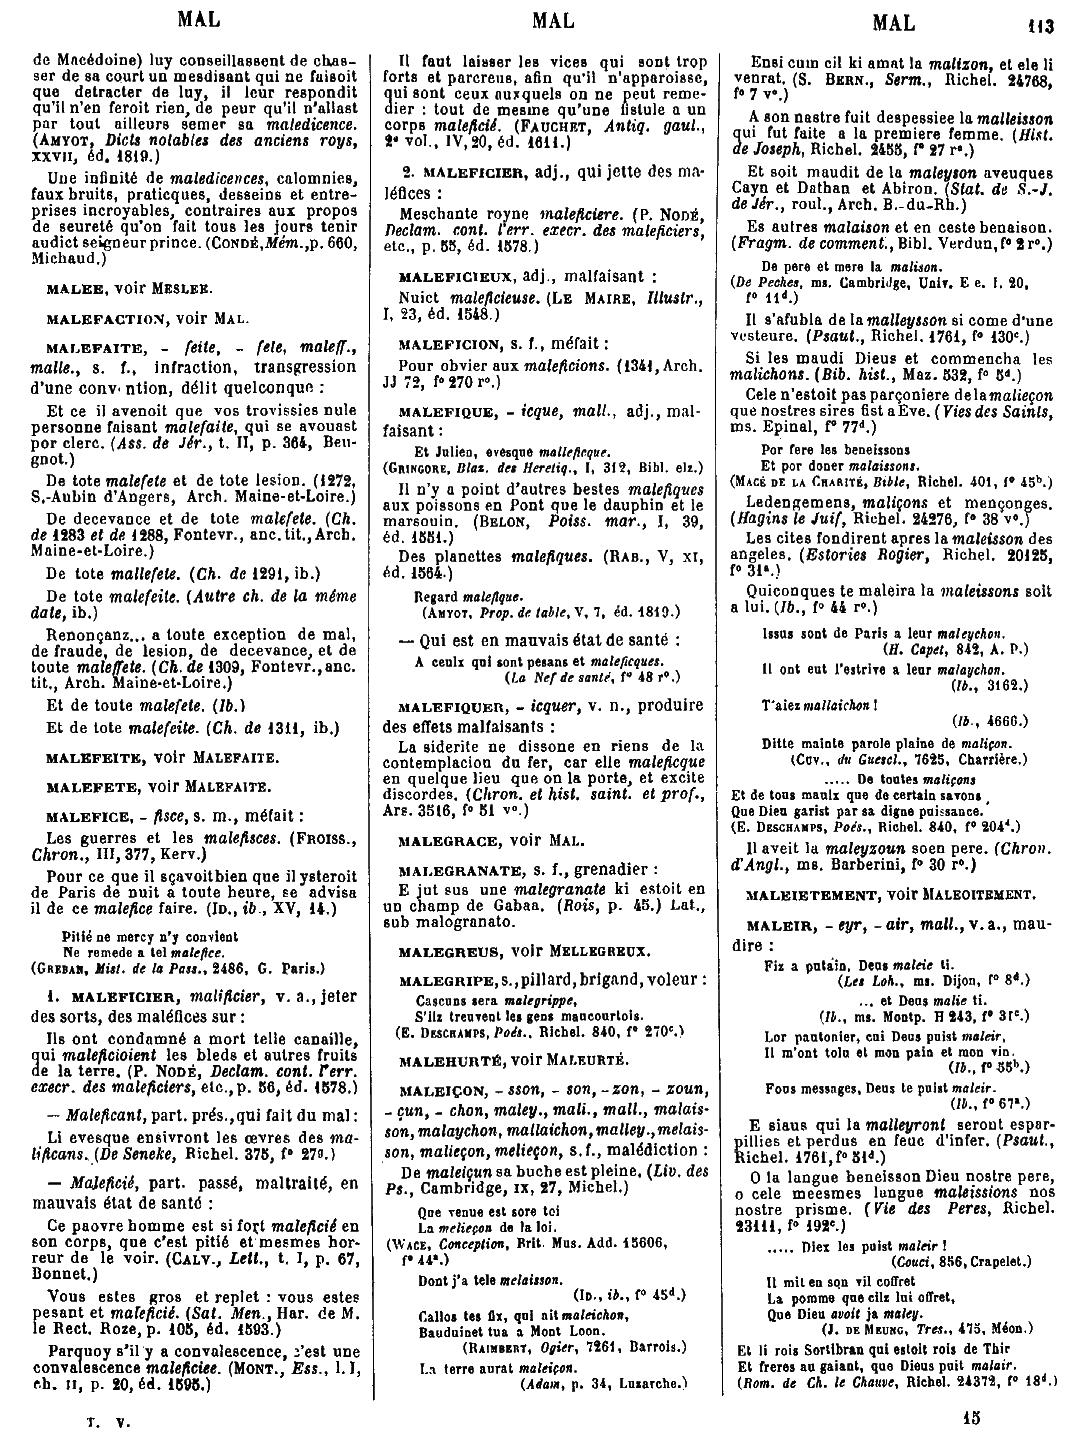 MAL
MAL
MAL
113
de Macédoine) luy conseillassent de chas-
ser de sa court un mesdisant qui ne faisoit
que detracter de luy, il leur respondit
qu'il n'en feroit rien, de peur qu'il n'allast
par tout ailleurs semer sa maledicence.
(AMYOT, Dicts notables des anciens roys,
XXVII, éd. 1819.)
Une infinité de maledicences, calomnies,
faux bruits, praticques, desseins et entre-
prises incroyables, contraires aux propos
de seureté qu'on fait tous les jours tenir
audict seigneur prince. (CONDÉ, Mém., p. 660,
Michaud.)
MALEE, voir MESLEE.
MALEFACTION, voir MAL.
MALEFAITE, - feite, - fete, maleff.,
malle., s. f., infraction, transgression
d'une conv ntion, délit quelconque :
Et ce il avenoit que vos trovissies nule
personne faisant malefaite, qui se avouast
por clerc. (Ass. de Jér., t. II, p. 364, Beu-
gnot.)
De tote malefete et de tote lesion. (1272,
S.-Aubin d'Angers, Arch. Maine-et-Loire.)
De decevance et de tote malefete. (Ch.
de 1283 et de 1288, Fontevr., anc. tit., Arch.
Maine-et-Loire.)
De tote mallefete. (Ch. de 1291, ib.)
De tote malefeite. (Autre ch. de la même
date, ib.)
Renonçanz... a toute exception de mal,
de fraude, de lesion, de decevance, et de
toute maleffete. (Ch. de 1309, Fontevr., anc.
tit., Arch. Maine-et-Loire.)
Et de toute malefete. (Ib.)
Et de tote malefeite. (Ch. de 1311, ib.)
MALEFEITE, voir MALEFAITE.
MALEFETE, voir MALEFAITE.
MALEFICE, - fisce, s. m., méfait :
Les guerres et les malefisces. (FROISS.,
Chron., III, 377, Kerv.)
Pour ce que il sçavoit bien que il ysteroit
de Paris de nuit a toute heure, se advisa
il de ce malefice faire. (ID., ib., XV, 14.)
Pitié ne mercy n'y convient
Ne remede a tel malefice.
(GREBAN, Mist. de la Pass., 2486, G. Paris.)
1. MALEFICIER, malificier, v. a., jeter
des sorts, des maléfices sur :
Ils ont condamné a mort telle canaille,
qui maleficioient les bleds et autres fruits
de la terre. (P. NODÉ, Declam. cont. l'err.
execr. des maleficiers, etc., p. 56, éd. 1578.)
— Maleficant, part. prés., qui fait du mal :
Li evesque ensivront les œvres des ma-
lificans. (De Seneke, Richel. 375, f° 27a.)
— Maleficié, part. passé, maltraité, en
mauvais état de santé :
Ce paovre homme est si fort maleficié en
son corps, que c'est pitié et mesmes hor-
reur de le voir. (CALV., Lett., t. I, p. 67,
Bonnet.)
Vous estes gros et replet : vous estes
pesant et maleficié. (Sat. Men., Har. de M.
le Rect. Roze, p. 105, éd. 1593.)
Parquoy s'il y a convalescence, c'est une
convalescence maleficiee. (MONT., Ess., l. I,
ch. II, p. 20, éd. 1595.)
T. V.
Il faut laisser les vices qui sont trop
forts et parcreus, afin qu'il n'apparoisse,
qui sont ceux auxquels on ne peut reme-
dier : tout de mesme qu'une fistule a un
corps maleficié. (FAUCHET, Antiq. gaul.,
2e vol., IV, 20, éd. 1611.)
2. MALEFICIER, adj., qui jette des ma-
léfices :
Meschante royne maleficiere. (P. NODÉ,
Declam. cont. l'err. execr. des maleficiers,
etc., p. 55, éd. 1578.)
MALEFICIEUX, adj., malfaisant :
Nuict maleficieuse. (LE MAIRE, Illustr.,
I, 23, éd. 1548.)
MALEFICION, s. f., méfait :
Pour obvier aux maleficions. (1341, Arch.
JJ 72, f° 270 r°.)
MALEFIQUE, - icque, mall., adj., mal-
faisant :
Et Julien, evesque malleficque.
(GRINGORE, Blaz. des Heretiq., I, 312, Bibl. elz.)
Il n'y a point d'autres bestes malefiques
aux poissons en Pont que le dauphin et le
marsouin. (BELON, Poiss. mar., I, 39,
éd. 1551.)
Des planettes malefiques. (RAB., V, XI,
éd. 1564.)
Regard malefique.
(AMYOT, Prop. de table, V, 7, éd. 1819.)
— Qui est en mauvais état de santé :
A ceulx qui sont pesans et maleficques.
(La Nef de santé, f° 48 r°.)
MALEFIQUER, - icquer, v. n., produire
des effets malfaisants :
La siderite ne dissone en riens de la
contemplacion du fer, car elle maleficque
en quelque lieu que on la porte, et excite
discordes. (Chron. et hist. saint. et prof.,
Ars. 3516, f° 51 v°.)
MALEGRACE, voir MAL.
MALEGRANATE, s. f., grenadier :
E jut sus une malegranate ki estoit en
un champ de Gabaa. (Rois, p. 45.) Lat.,
sub malogranato.
MALEGREUS, voir MELLEGREUX.
MALEGRIPE, s., pillard, brigand, voleur :
Cascuns sera malegrippe,
S'ilz treuvent les gens mancourtois.
(E. DESCHAMPS, Poés., Richel. 840, f° 270c.)
MALEHURTÉ, voir MALEURTÉ.
MALEIÇON, - sson, - son, - zon, - zoun,
- çun, - chon, maley., mali., mall., malais-
son, malaychon, mallaichon, malley., melais-
son, malieçon, melieçon, s. f., malédiction :
De maleiçun sa buche est pleine. (Liv. des
Ps., Cambridge, IX, 27, Michel.)
Que venue est sore toi
La melieçon de la loi.
(WACE, Conception, Brit. Mus. Add. 15606,
f° 44a.)
Dont j'a tele melaisson.
(ID., ib., f° 45d.)
Callos tes fix, qui ait maleichon,
Bauduinet tua a Mont Loon.
(RAIMBERT, Ogier, 7261, Barrois.)
La terre aurat maleiçon.
(Adam, p. 34, Luzarche.)
Ensi cum cil ki amat la malizon, et ele li
venrat. (S. BERN., Serm., Richel. 24768,
f° 7 v°.)
A son nastre fuit despessiee la malleisson
qui fut faite a la premiere femme. (Hist.
de Joseph, Richel. 2455, f° 27 r°.)
Et soit maudit de la maleyson aveuques
Cayn et Dathan et Abiron. (Stat. de S.-J.
de Jér., roul., Arch. B.-du-Rh.)
Es autres malaison et en ceste benaison.
(Fragm. de comment., Bibl. Verdun, f° 2 r°.)
De pere et mere la malison.
(De Peches, ms. Cambridge, Univ. E e. I. 20,
f° 11d.)
Il s'afubla de la malleysson si come d'une
vesteure. (Psaut., Richel. 1761, f° 130c.)
Si les maudi Dieus et commencha les
malichons. (Bib. hist., Maz. 532, f° 5d.)
Cele n'estoit pas parçoniere de la malieçon
que nostres sires fist a Eve. (Vies des Saints,
ms. Epinal, f° 77d.)
Por fere les beneissons
Et por doner malaissons.
(MACÉ DE LA CHARITÉ, Bible, Richel. 401, f° 45b.)
Ledengemens, maliçons et mençonges.
(Hagins le Juif, Richel. 24276, f° 38 v°.)
Les cites fondirent apres la maleisson des
angeles. (Estories Rogier, Richel. 20125,
f° 31a.)
Quiconques te maleira la maleissons soit
a lui. (Ib., f° 44 r°.)
Issus sont de Paris a leur maleychon.
(H. Capet, 842, A. P.)
Il ont eut l'estrive a leur malaychon.
(Ib., 3162.)
T'aiez mallaichon !
(Ib., 4666.)
Ditte mainte parole plaine de maliçon.
(CUV., du Guescl., 7625, Charrière.)
..... De toutes maliçons
Et de tous maulx que de certain savons,
Que Dieu garist par sa digne puissance.
(E. DESCHAMPS, Poés., Richel. 840, f° 204d.)
Il aveit la maleyzoun soen pere. (Chron.
d'Angl., ms. Barberini, f° 30 r°.)
MALEIETEMENT, voir MALEOITEMENT.
MALEIR, - eyr, - air, mall., v. a., mau-
dire :
Fiz a putain, Deus maleie ti.
(Les Loh., ms. Dijon, f° 8d.)
... et Deus malie ti.
(Ib., ms. Montp. H 243, f° 31c.)
Lor pautonier, cui Deus puist maleir,
Il m'ont tolu et mon pain et mon vin.
(Ib., f° 55b.)
Fous messages, Deus te puist maleir.
(Ib., f° 67a.)
E siaus qui la malleyront seront espar-
pillies et perdus en feuc d'infer. (Psaut.,
Richel. 1761, f° 51d.)
O la langue beneisson Dieu nostre pere,
o cele meesmes langue maleissions nos
nostre prisme. (Vie des Peres, Richel.
23111, f° 192c.)
..... Diex les puist maleir !
(Couci, 856, Crapelet.)
Il mit en son vil coffret
La pomme que cilz lui offret,
Que Dieu avoit ja maley.
(J. DE MEUNG, Tres., 475, Méon.)
Et li rois Sortibran qui estoit rois de Thir
Et freres au gaiant, que Dieus puit malair.
(Rom. de Ch. le Chauve, Richel. 24372, f° 18d.)
15